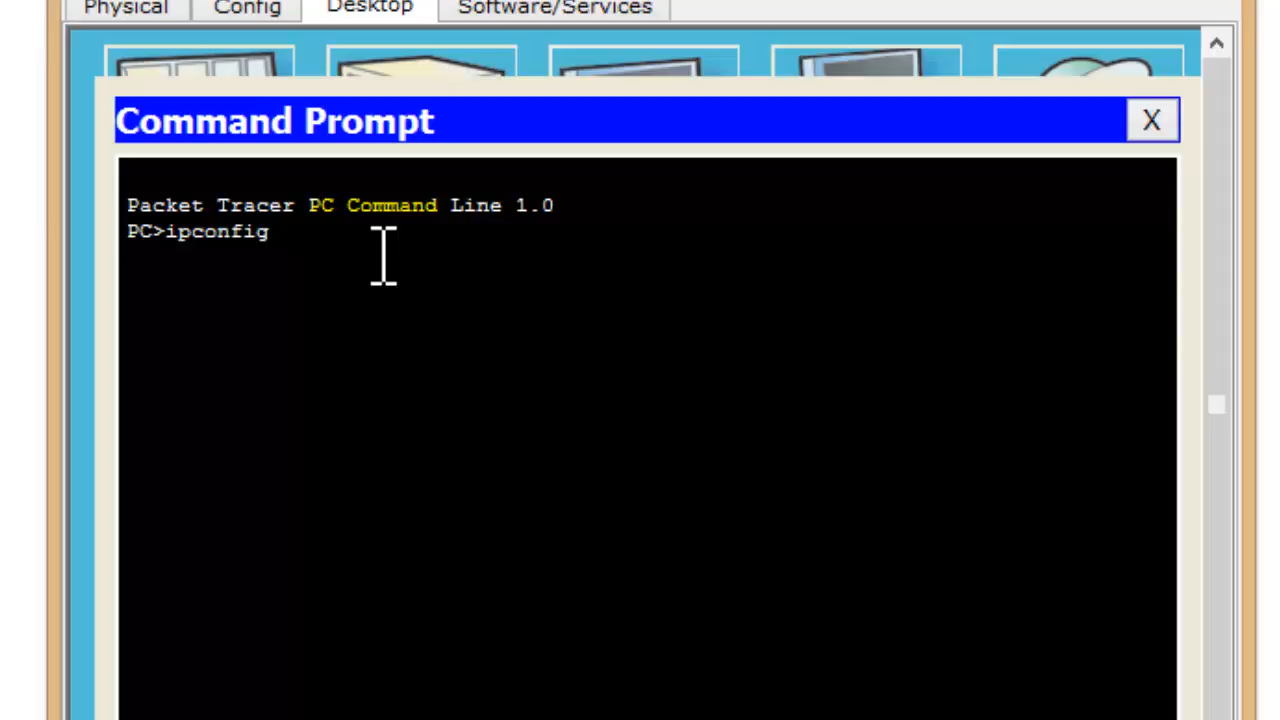 Physical Config Desktop Software/Services
Command Prompt X
Packet Tracer PC Command Line 1.0
PC>ipconfig